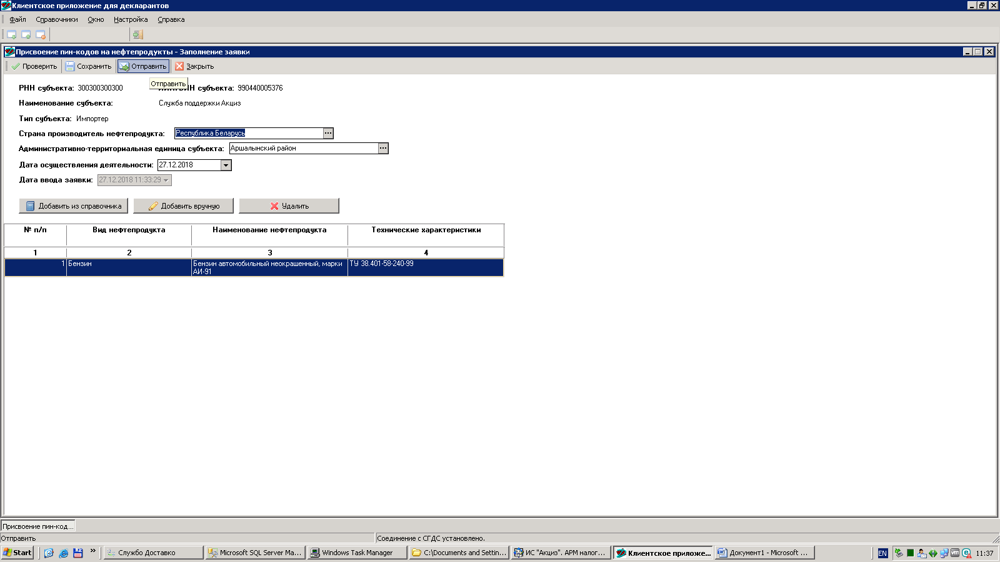 Клиентское приложение для декларантов
Файл Справочники Окно Настройка Справка
Присвоение пин-кодов на нефтепродукты - Заполнение заявки
Проверить Сохранить Отправить Закрыть
Отправить
РНН субъекта: 300300300300 субъекта: 990440005376
Наименование субъекта: Служба поддержки Акциз
Тип субъекта: Импортер
Страна производитель нефтепродукта: Республика Беларусь ...
Административно-территориальная единица субъекта: Аршалынский район ...
Дата осуществления деятельности: 27.12.2018
Дата ввода заявки: 27.12.2018 11:33:29
Добавить из справочника Добавить вручную Удалить
№ п/п Вид нефтепродукта Наименование нефтепродукта Технические характеристики
1 2 3 4
1 Бензин Бензин автомобильный неокрашенный, марки ТУ 38.401-58-240-99
АИ-91
Присвоение пин-код...
Отправить Соединение с СГДС установлено.
Start » Служба Доставко Microsoft SQL Server Ma... Windows Task Manager C:\Documents and Settin... ИС "Акциз". АРМ налог... Клиентское приложе... Документ1 - Microsoft ... EN 11:37